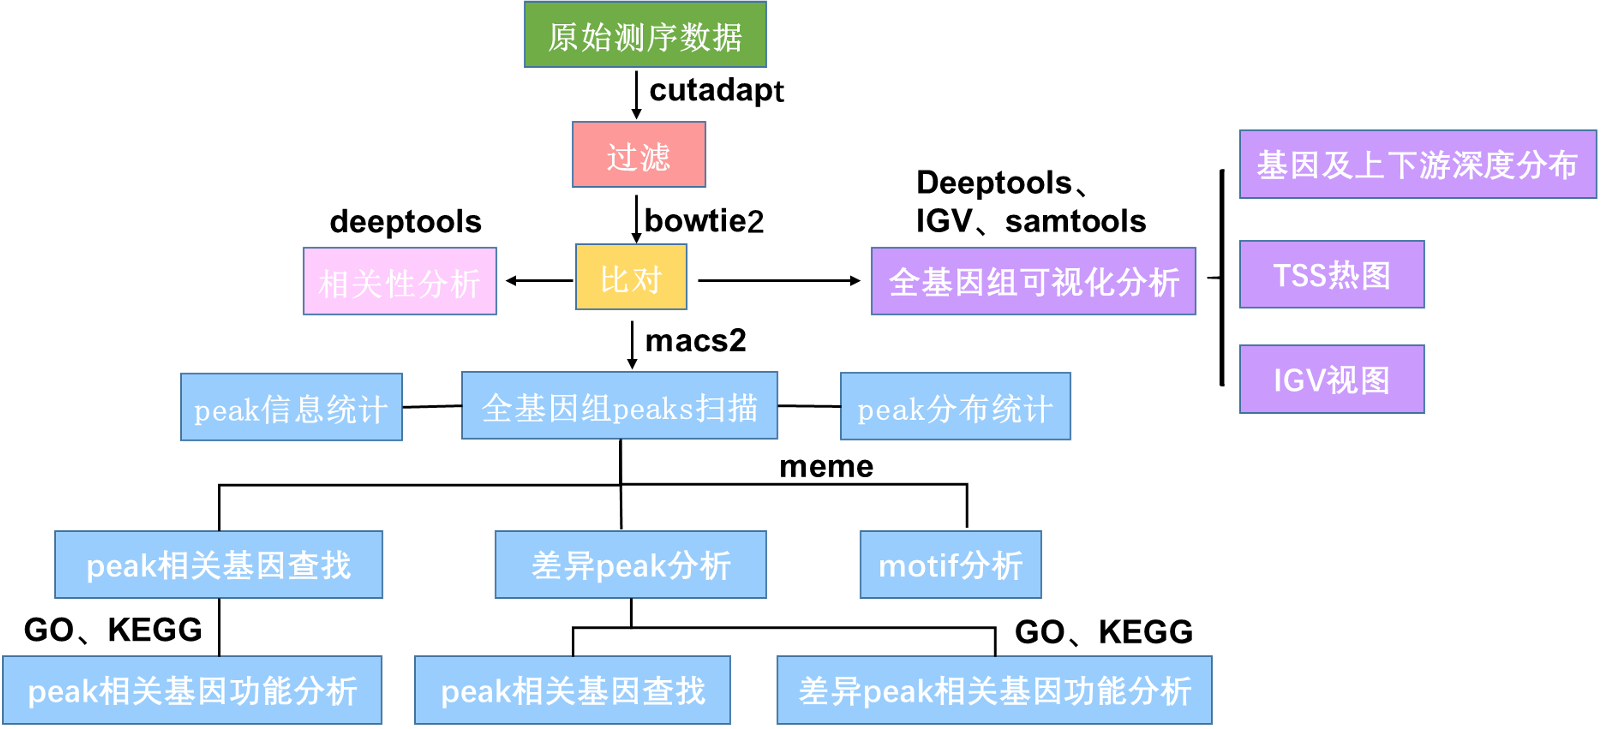 原始测序数据
cutadapt
过滤
bowtie2
deeptools
相关性分析
比对
Deeptools、
IGV、samtools
全基因组可视化分析
基因及上下游深度分布
TSS热图
IGV视图
macs2
peak信息统计
全基因组peaks扫描
peak分布统计
meme
peak相关基因查找
差异peak分析
motif分析
GO、KEGG
GO、KEGG
peak相关基因功能分析
peak相关基因查找
差异peak相关基因功能分析